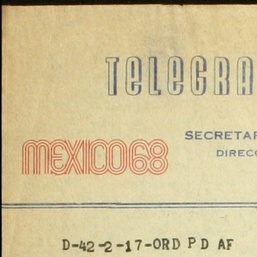 TELEGRA
SECRETAR
DIREC
MEXICO68
D-42-2-17-ORD P D AF